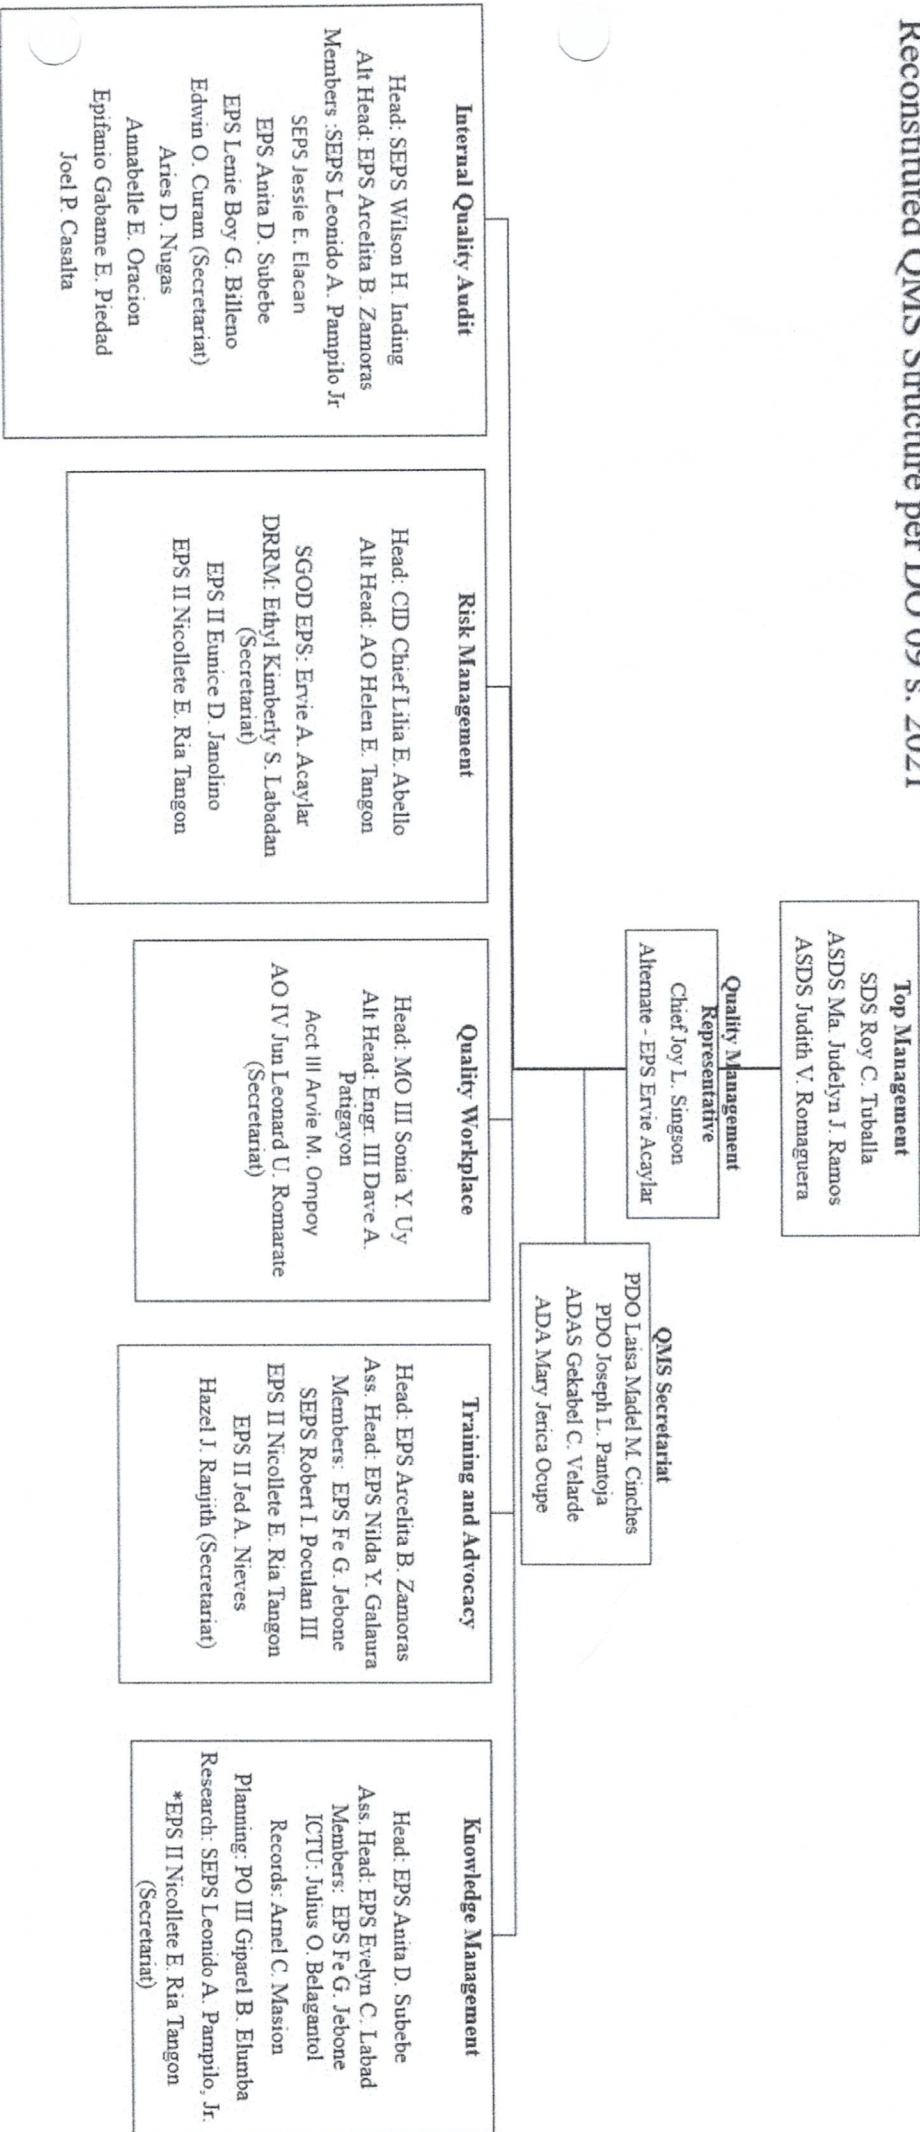 Reconstituted QMS Structure per DO 09 s. 2021
Top Management
SDS Roy C. Tuballa
ASDS Ma. Judelyn J. Ramos
ASDS Judith V. Romaguera
Quality Management
Representative
Chief Joy L. Singson
Alternate - EPS Ervie Acaylar
QMS Secretariat
PDO Laisa Madel M. Cinches
PDO Joseph L. Pantoja
ADAS Gekabel C. Velarde
ADA Mary Jerica Ocupe
Internal Quality Audit
Head: SEPS Wilson H. Inding
Alt Head: EPS Arcelita B. Zamoras
Members :SEPS Leonido A. Pampilo Jr
SEPS Jessie E. Elacan
EPS Anita D. Subebe
EPS Lenie Boy G. Billeno
Edwin O. Curam (Secretariat)
Aries D. Nugas
Annabelle E. Oracion
Epifanio Gabame E. Piedad
Joel P. Casalta
Risk Management
Head: CID Chief Lilia E. Abello
Alt Head: AO Helen E. Tangon
SGOD EPS: Ervie A. Acaylar
DRRM: Ethyl Kimberly S. Labadan
(Secretariat)
EPS II Eunice D. Janolino
EPS II Nicollete E. Ria Tangon
Quality Workplace
Head: MO III Sonia Y. Uy
Alt Head: Engr. III Dave A.
Patigayon
Acct III Arvie M. Ompoy
AO IV Jun Leonard U. Romarate
(Secretariat)
Training and Advocacy
Head: EPS Arcelita B. Zamoras
Ass. Head: EPS Nilda Y. Galaura
Members: EPS Fe G. Jebone
SEPS Robert I. Poculan III
EPS II Nicollete E. Ria Tangon
EPS II Jed A. Nieves
Hazel J. Ranjith (Secretariat)
Knowledge Management
Head: EPS Anita D. Subebe
Ass. Head: EPS Evelyn C. Labad
Members: EPS Fe G. Jebone
ICTU: Julius O. Belagantol
Records: Arnel C. Masion
Planning: PO III Giparel B. Elumba
Research: SEPS Leonido A. Pampilo, Jr.
*EPS II Nicollete E. Ria Tangon
(Secretariat)